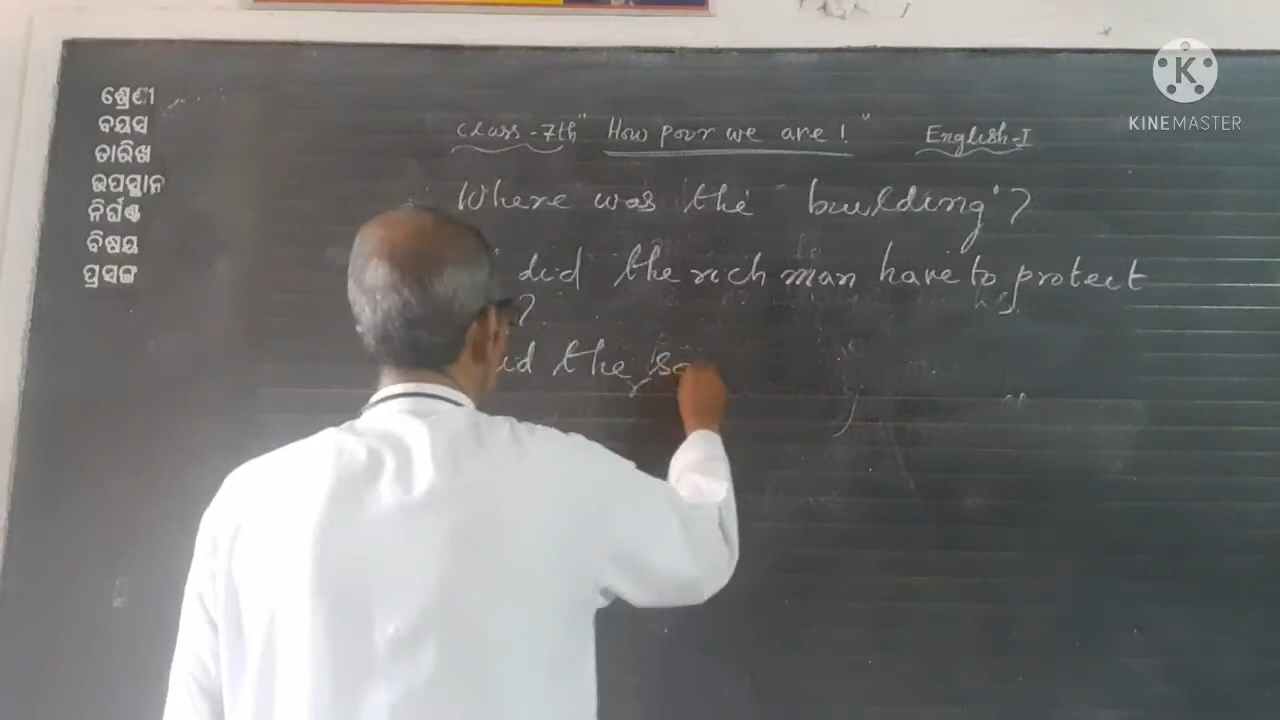 ଶ୍ରେଣୀ
ବୟସ
ତାରିଖ
ଉପସ୍ଥାନ
ନିର୍ଘଣ୍ଟ
ବିଷୟ
ପ୍ରସଙ୍ଗ
KINEMASTER
Class-7th "How poor we are!" English-I
Where was the building'?
did the rich man have to protect
?
the